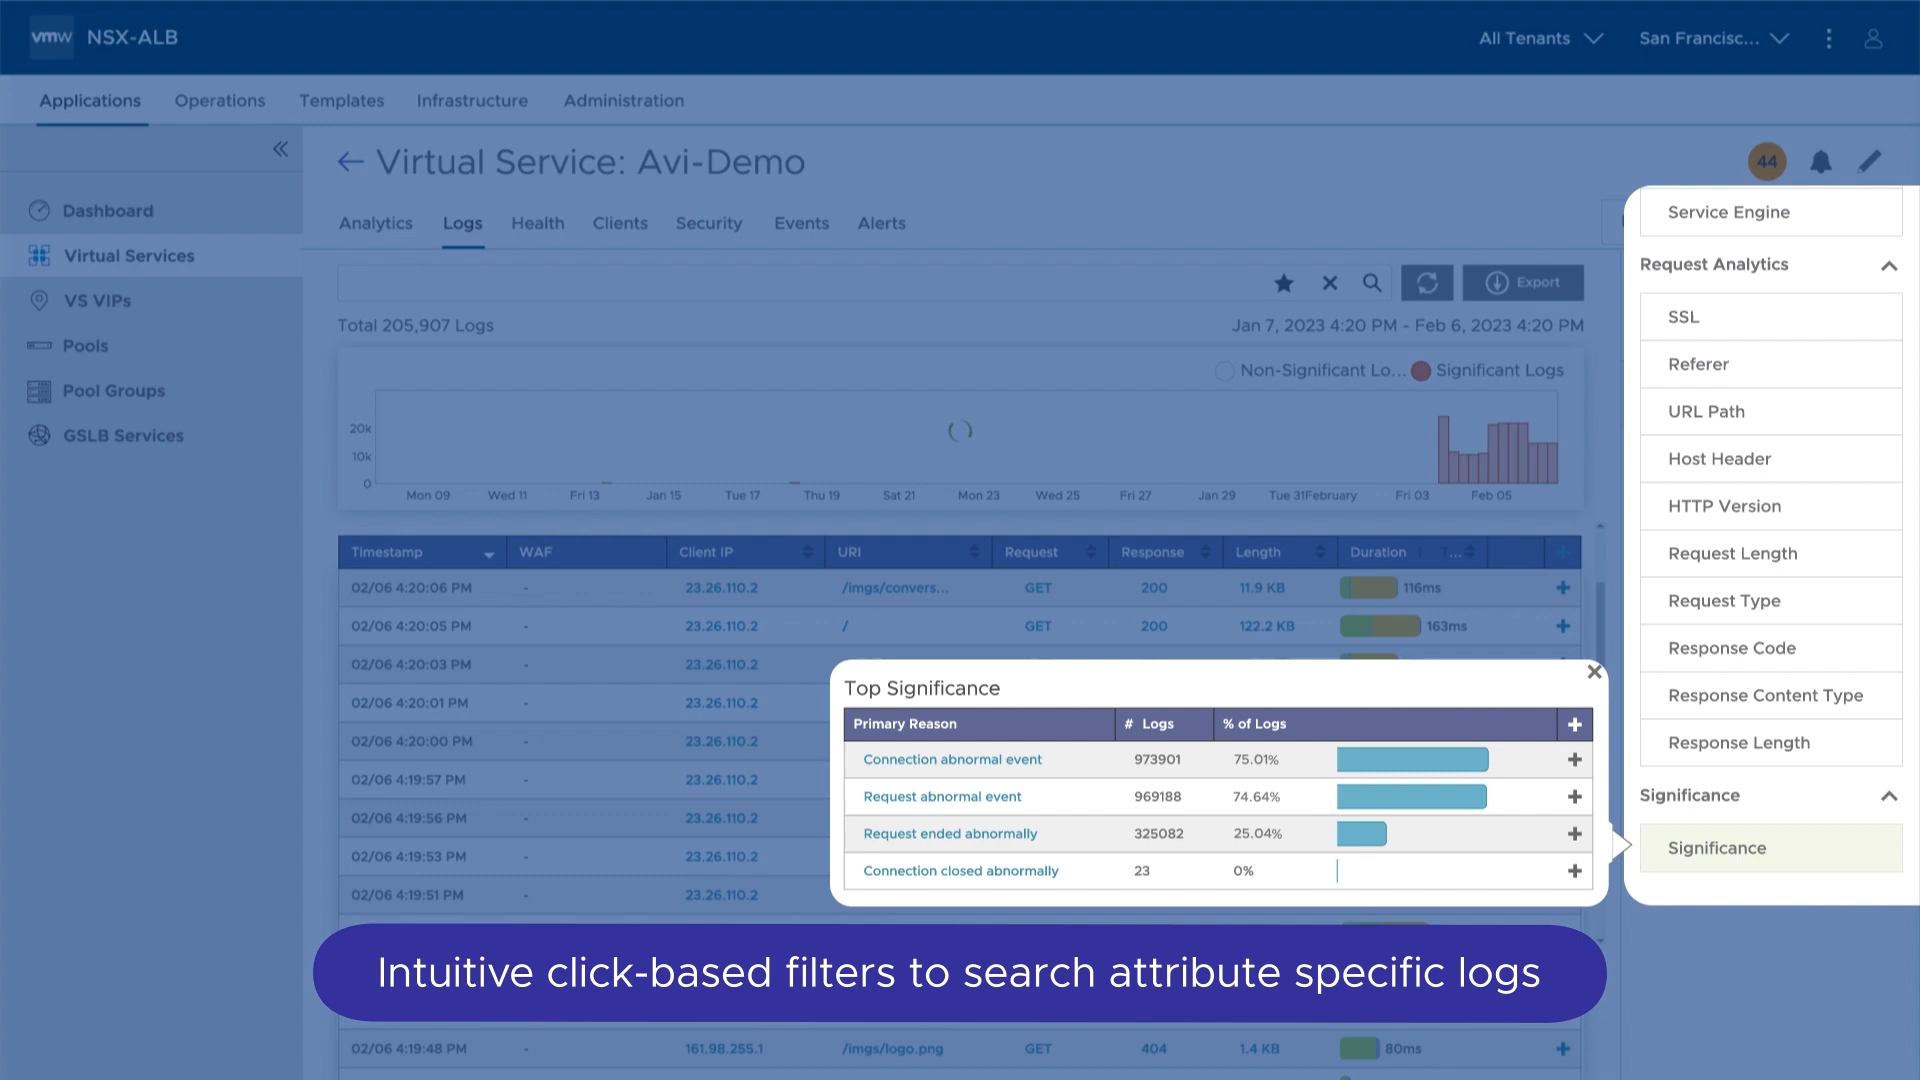 vmw NSX-ALB
All Tenants
San Francisc...
Applications Operations Templates Infrastructure Administration
Virtual Service: Avi-Demo
44
Dashboard
Virtual Services
VS VIPs
Pools
Pool Groups
GSLB Services
Analytics Logs Health Clients Security Events Alerts
Export
Total 205,907 Logs
Jan 7, 2023 4:20 PM - Feb 6, 2023 4:20 PM
Non-Significant Lo... Significant Logs
20k
10k
0
Mon 09 Wed 11 Fri 13 Jan 15 Tue 17 Thu 19 Sat 21 Mon 23 Wed 25 Fri 27 Jan 29 Tue 31February Fri 03 Feb 05
Timestamp WAF Client IP URI Request Response Length Duration T...
02/06 4:20:06 PM - 23.26.110.2 /imgs/convers... GET 200 11.9 KB 116ms
02/06 4:20:05 PM - 23.26.110.2 / GET 200 122.2 KB 163ms
02/06 4:20:03 PM - 23.26.110.2
02/06 4:20:01 PM - 23.26.110.2
02/06 4:20:00 PM - 23.26.110.2
02/06 4:19:57 PM - 23.26.110.2
02/06 4:19:56 PM - 23.26.110.2
02/06 4:19:53 PM - 23.26.110.2
02/06 4:19:51 PM - 23.26.110.2
02/06 4:19:48 PM - 161.98.255.1 /imgs/logo.png GET 404 1.4 KB 80ms
Top Significance
Primary Reason # Logs % of Logs
Connection abnormal event 973901 75.01%
Request abnormal event 969188 74.64%
Request ended abnormally 325082 25.04%
Connection closed abnormally 23 0%
Service Engine
Request Analytics
SSL
Referer
URL Path
Host Header
HTTP Version
Request Length
Request Type
Response Code
Response Content Type
Response Length
Significance
Significance
Intuitive click-based filters to search attribute specific logs